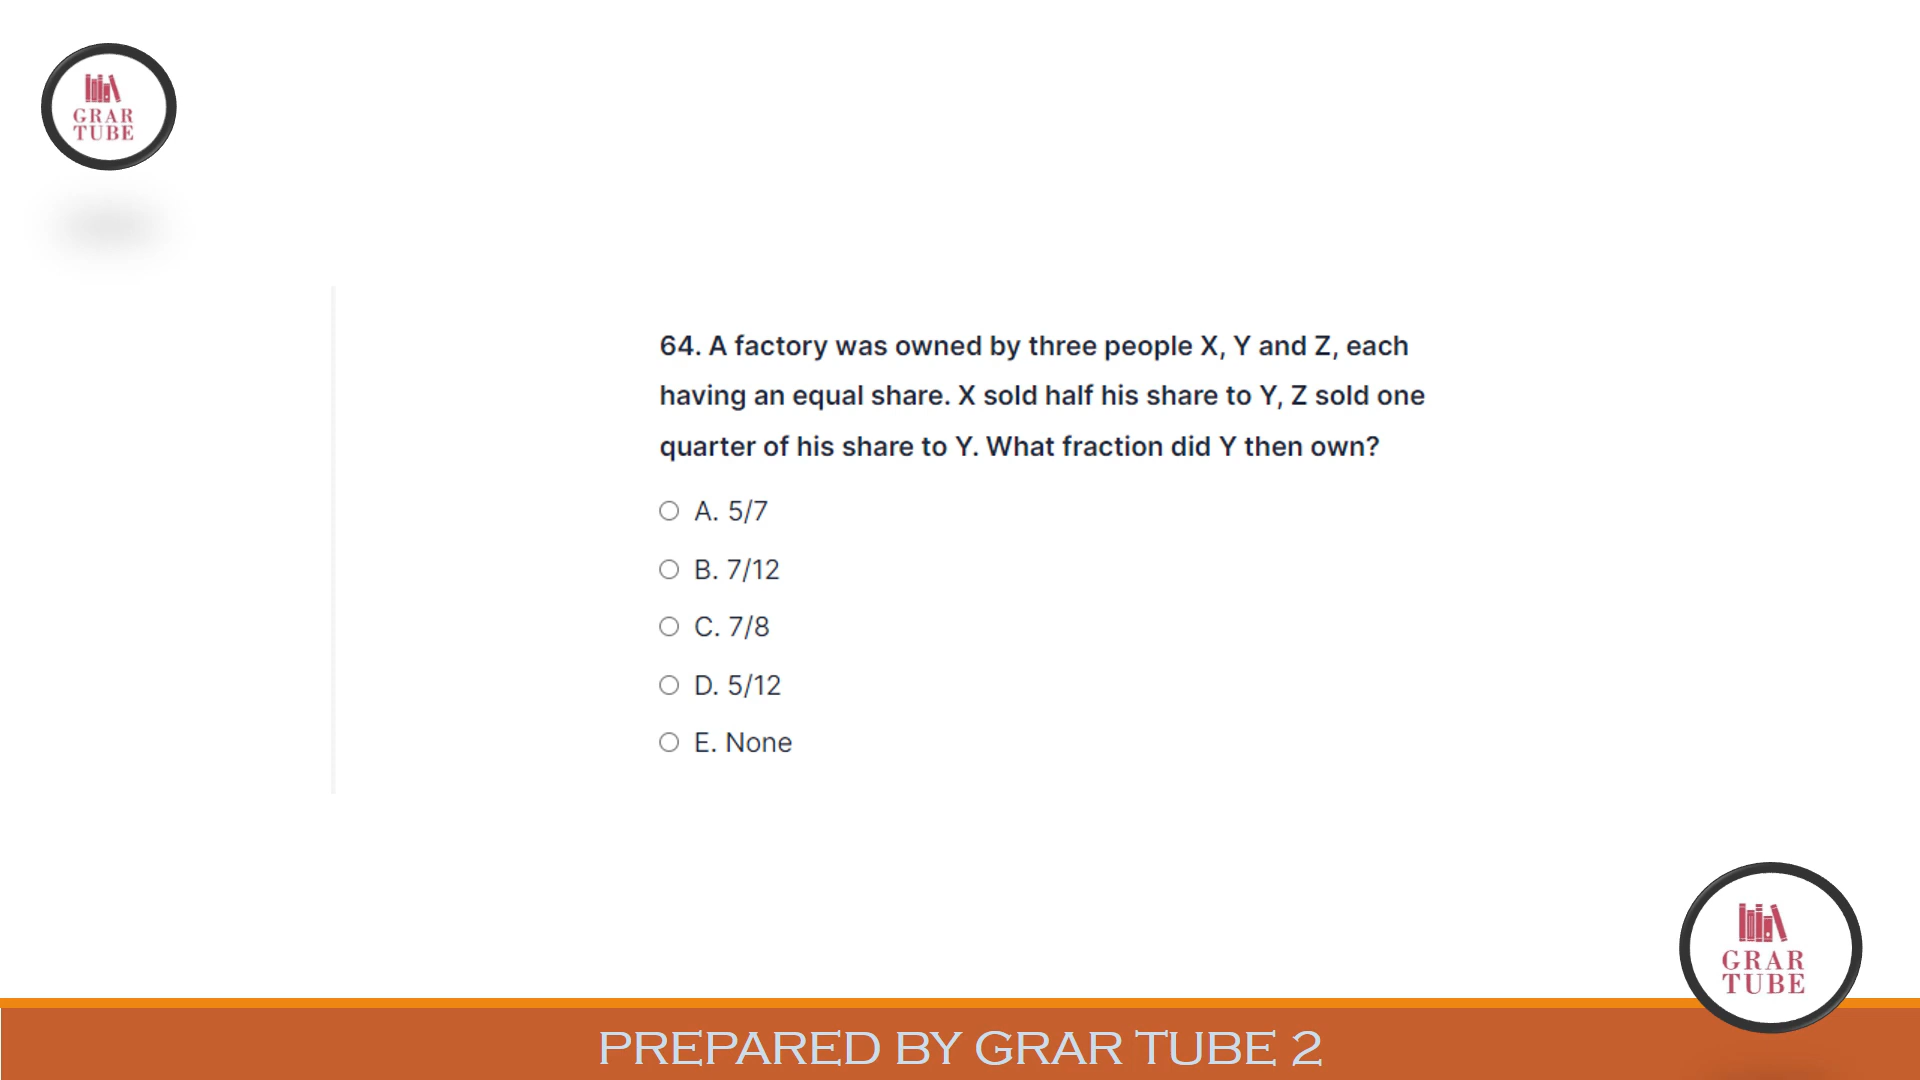 GRAR
TUBE
64. A factory was owned by three people X, Y and Z, each
having an equal share. X sold half his share to Y, Z sold one
quarter of his share to Y. What fraction did Y then own?
A. 5/7
B. 7/12
C. 7/8
D. 5/12
E. None
GRAR
TUBE
PREPARED BY GRAR TUBE 2